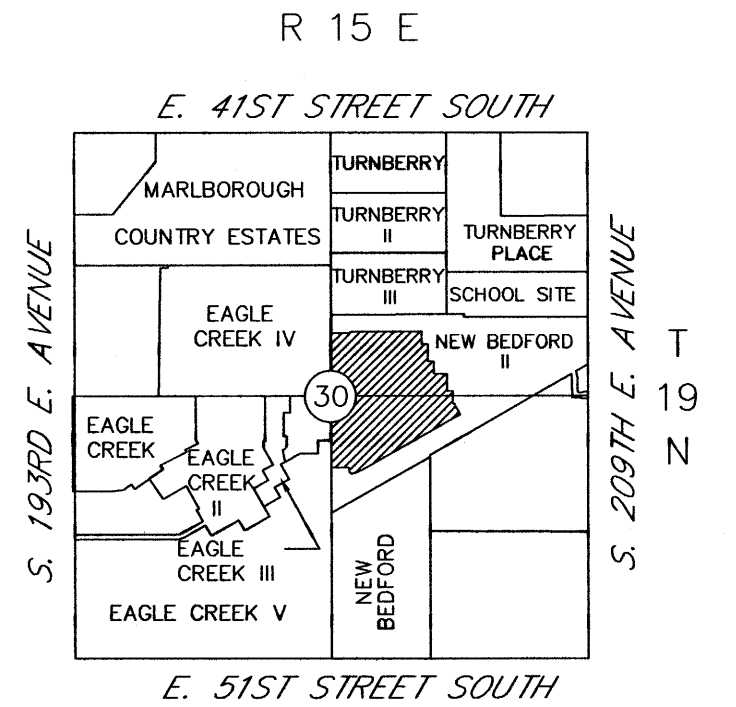 R 15 E
E. 41ST STREET SOUTH
MARLBOROUGH
COUNTRY ESTATES
TURNBERRY
TURNBERRY
II
TURNBERRY
III
TURNBERRY
PLACE
SCHOOL SITE
NEW BEDFORD
II
EAGLE
CREEK IV
30
EAGLE
CREEK
EAGLE
CREEK
II
EAGLE
CREEK III
EAGLE CREEK V
NEW
BEDFORD
S. 193RD E. AVENUE
S. 209TH E. AVENUE
T
19
N
E. 51ST STREET SOUTH